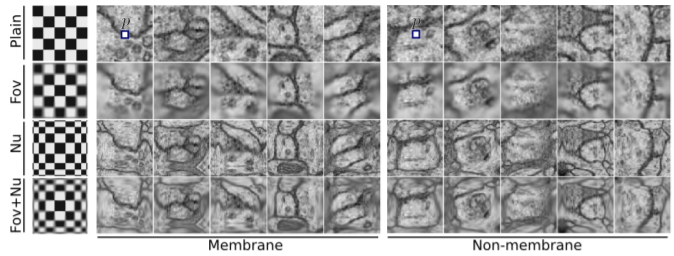 Plain
p
p
Fov
Nu
Fov+Nu
Membrane
Non-membrane